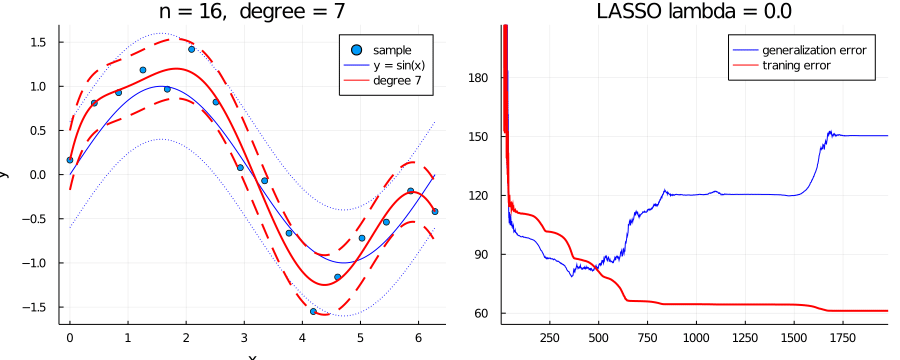 n = 16,  degree = 7
sample
y = sin(x)
degree 7
1.5
1.0
0.5
0.0
−0.5
−1.0
−1.5
0 1 2 3 4 5 6
y
x
LASSO lambda = 0.0
generalization error
traning error
180
150
120
90
60
250 500 750 1000 1250 1500 1750